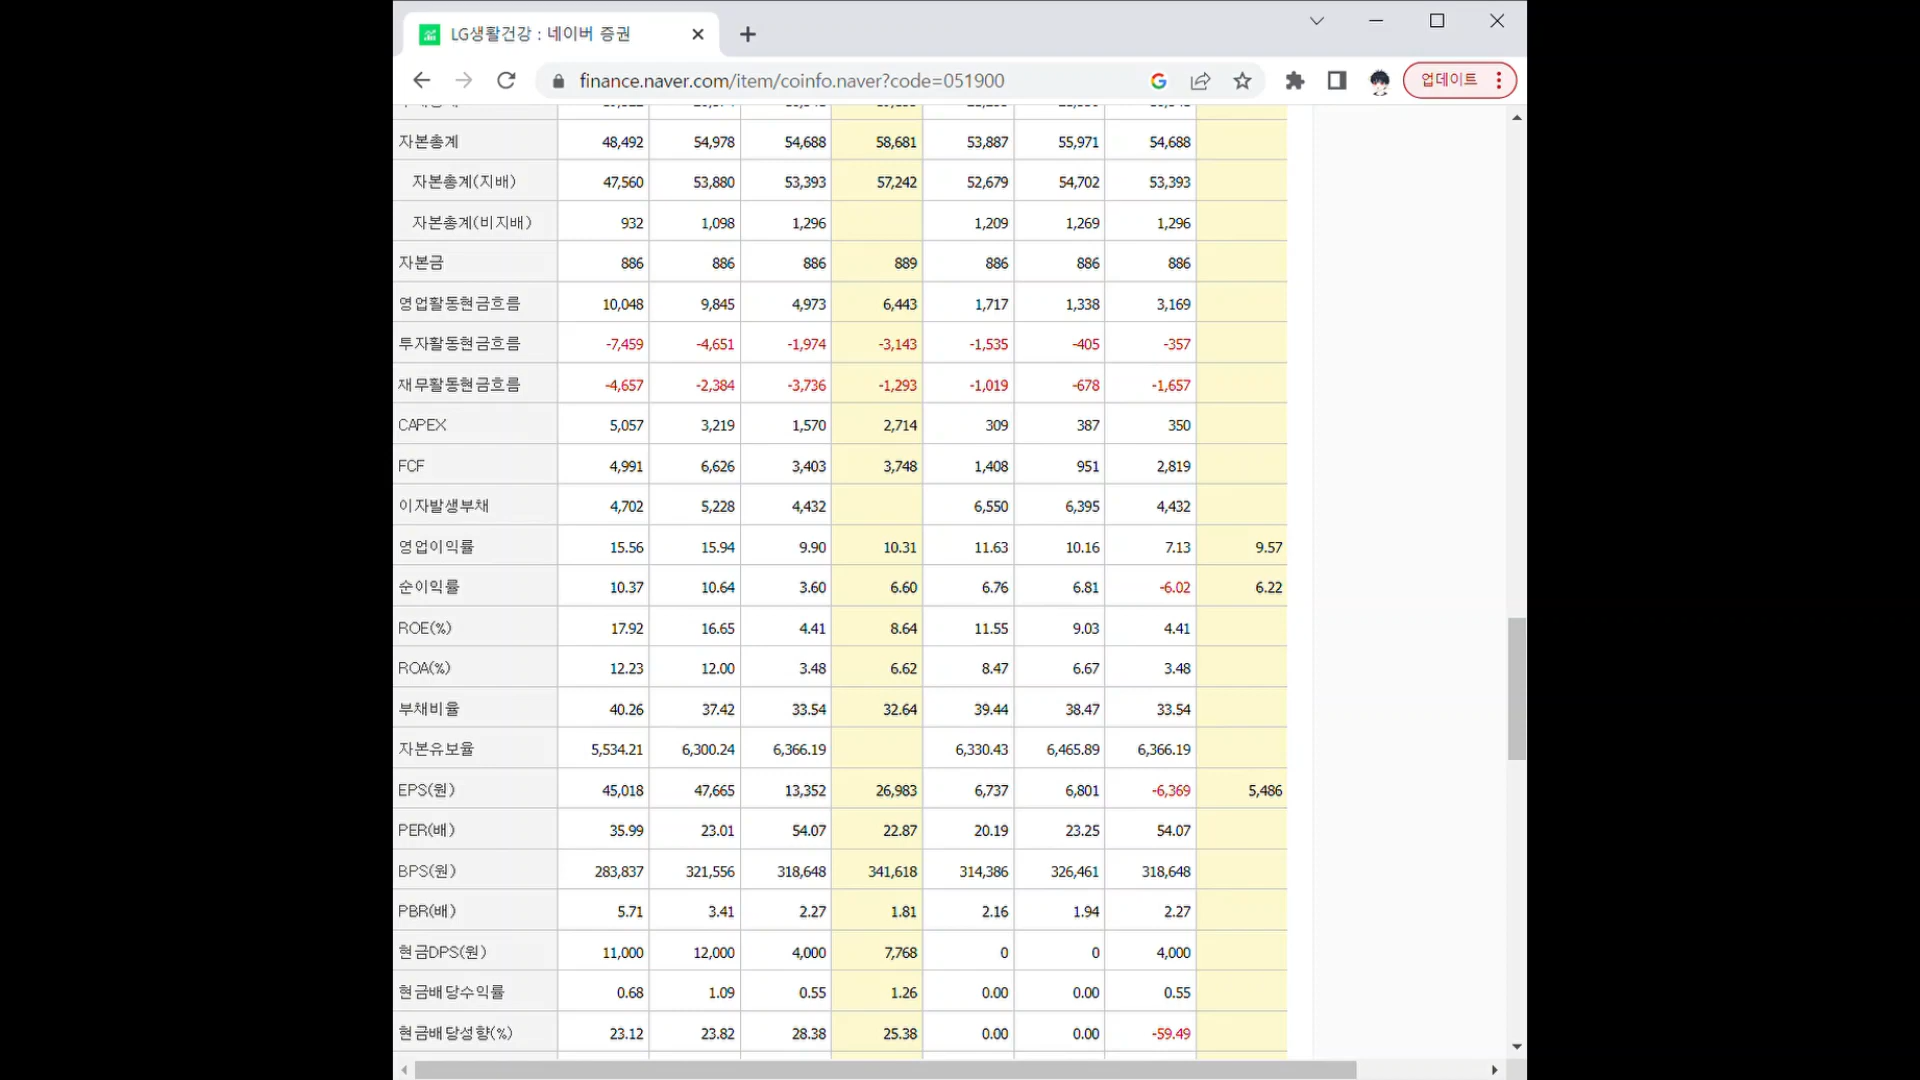 LG생활건강 : 네이버 증권
finance.naver.com/item/coinfo.naver?code=051900
업데이트
자본총계 48,492 54,978 54,688 58,681 53,887 55,971 54,688
자본총계(지배) 47,560 53,880 53,393 57,242 52,679 54,702 53,393
자본총계(비지배) 932 1,098 1,296 1,209 1,269 1,296
자본금 886 886 886 889 886 886 886
영업활동현금흐름 10,048 9,845 4,973 6,443 1,717 1,338 3,169
투자활동현금흐름 -7,459 -4,651 -1,974 -3,143 -1,535 -405 -357
재무활동현금흐름 -4,657 -2,384 -3,736 -1,293 -1,019 -678 -1,657
CAPEX 5,057 3,219 1,570 2,714 309 387 350
FCF 4,991 6,626 3,403 3,748 1,408 951 2,819
이자발생부채 4,702 5,228 4,432 6,550 6,395 4,432
영업이익률 15.56 15.94 9.90 10.31 11.63 10.16 7.13 9.57
순이익률 10.37 10.64 3.60 6.60 6.76 6.81 -6.02 6.22
ROE(%) 17.92 16.65 4.41 8.64 11.55 9.03 4.41
ROA(%) 12.23 12.00 3.48 6.62 8.47 6.67 3.48
부채비율 40.26 37.42 33.54 32.64 39.44 38.47 33.54
자본유보율 5,534.21 6,300.24 6,366.19 6,330.43 6,465.89 6,366.19
EPS(원) 45,018 47,665 13,352 26,983 6,737 6,801 -6,369 5,486
PER(배) 35.99 23.01 54.07 22.87 20.19 23.25 54.07
BPS(원) 283,837 321,556 318,648 341,618 314,386 326,461 318,648
PBR(배) 5.71 3.41 2.27 1.81 2.16 1.94 2.27
현금DPS(원) 11,000 12,000 4,000 7,768 0 0 4,000
현금배당수익률 0.68 1.09 0.55 1.26 0.00 0.00 0.55
현금배당성향(%) 23.12 23.82 28.38 25.38 0.00 0.00 -59.49